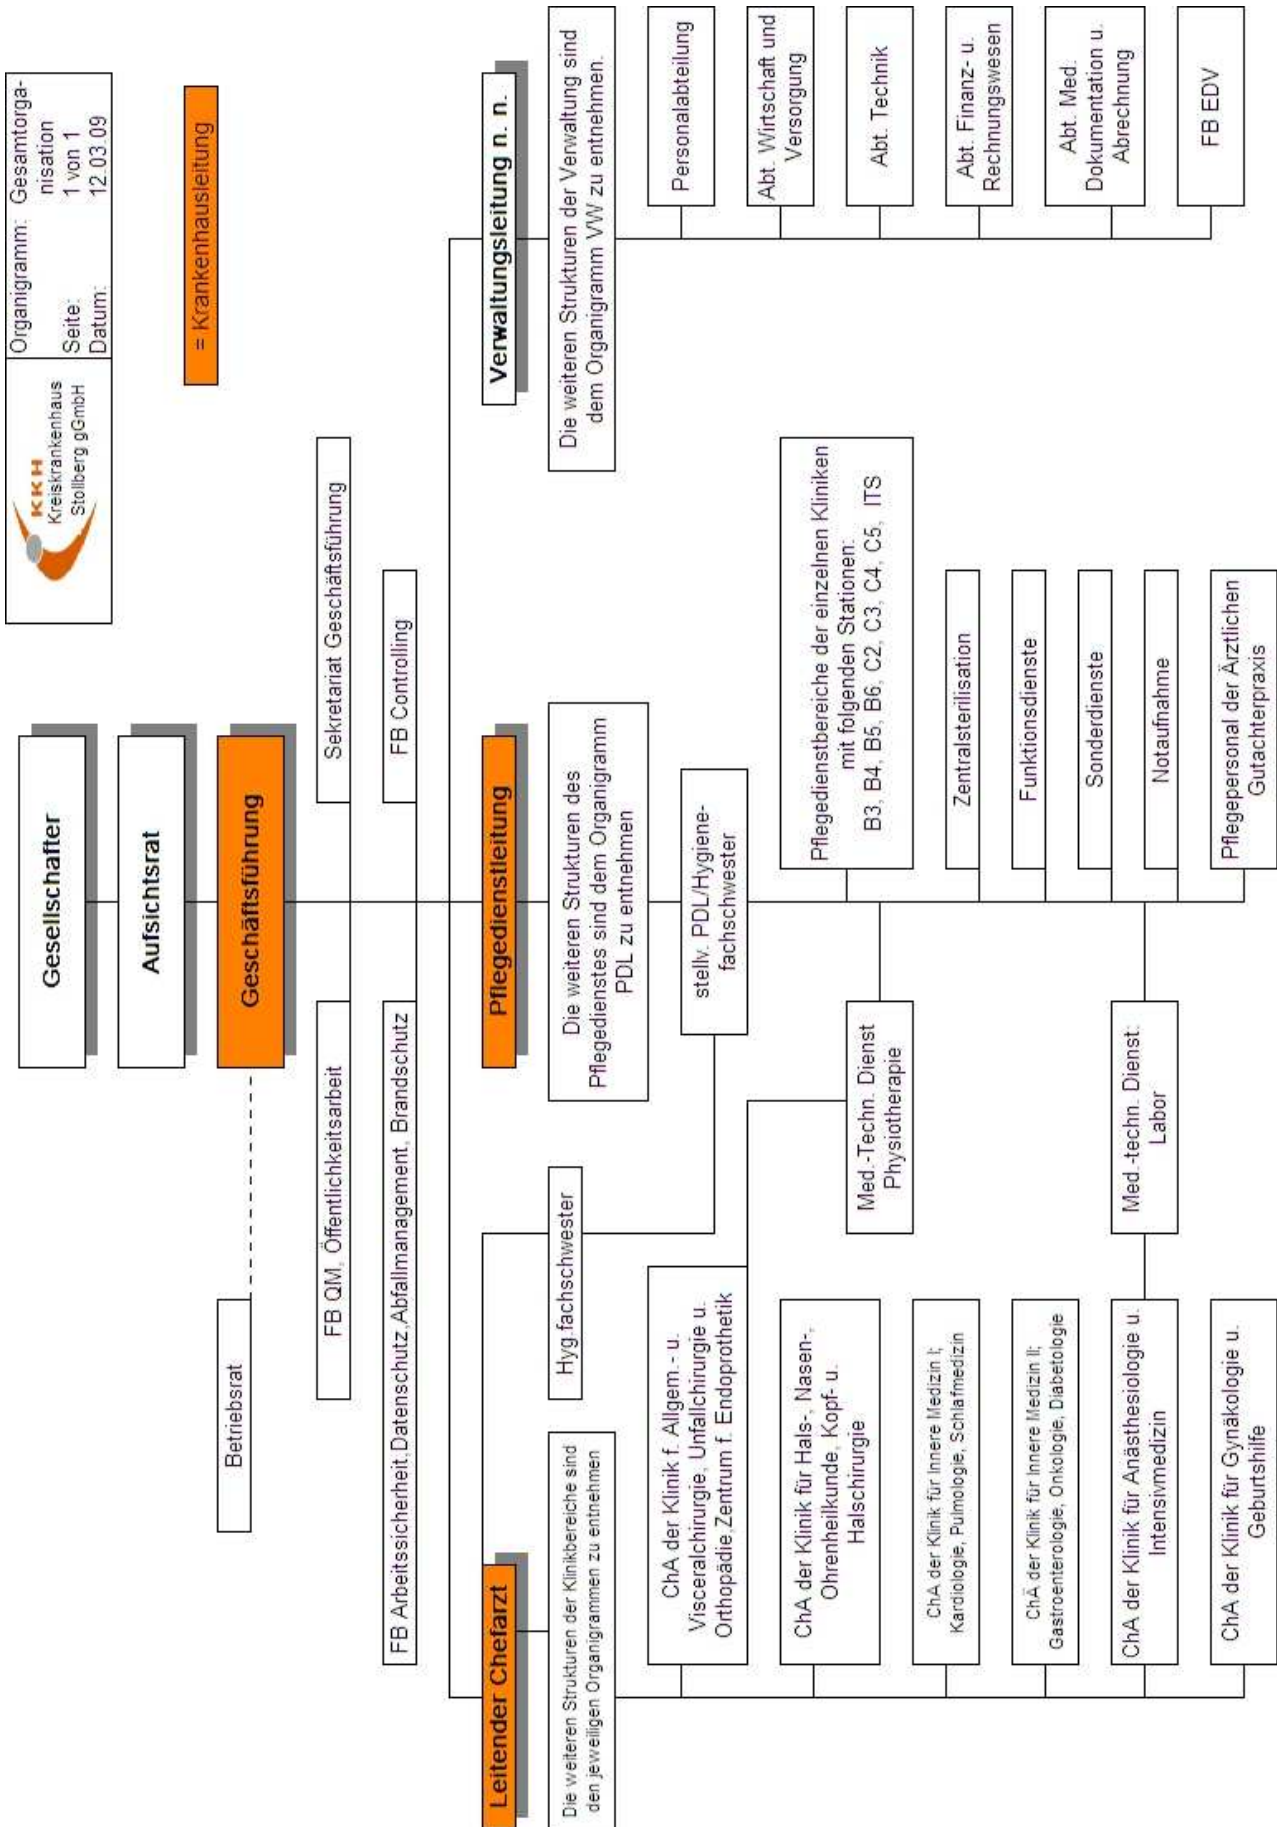 KKH
Kreiskrankenhaus
Stollberg gGmbH
Organigramm: Gesamtorga-
nisation
Seite: 1 von 1
Datum: 12.03.09
= Krankenhausleitung
Gesellschafter
Aufsichtsrat
Geschäftsführung
Betriebsrat
FB QM, Öffentlichkeitsarbeit
Sekretariat Geschäftsführung
FB Arbeitssicherheit,Datenschutz,Abfallmanagement, Brandschutz
FB Controlling
Leitender Chefarzt
Die weiteren Strukturen der Klinikbereiche sind
den jeweiligen Organigrammen zu entnehmen
Hyg.fachschwester
ChA der Klinik f. Allgem.- u.
Visceralchirurgie, Unfallchirurgie u.
Orthopädie,Zentrum f. Endoprothetik
ChA der Klinik für Hals-, Nasen-,
Ohrenheilkunde, Kopf- u.
Halschirurgie
ChA der Klinik für Innere Medizin I;
Kardiologie, Pulmologie, Schlafmedizin
ChÄ der Klinik für Innere Medizin II;
Gastroenterologie, Onkologie, Diabetologie
ChA der Klinik für Anästhesiologie u.
Intensivmedizin
ChA der Klinik für Gynäkologie u.
Geburtshilfe
Pflegedienstleitung
Die weiteren Strukturen des
Pflegedienstes sind dem Organigramm
PDL zu entnehmen
stellv. PDL/Hygiene-
fachschwester
Med.-Techn. Dienst
Physiotherapie
Med.-techn. Dienst:
Labor
Pflegedienstbereiche der einzelnen Kliniken
mit folgenden Stationen:
B3, B4, B5, B6, C2, C3, C4, C5, ITS
Zentralsterilisation
Funktionsdienste
Sonderdienste
Notaufnahme
Pflegepersonal der Ärztlichen
Gutachterpraxis
Verwaltungsleitung n. n.
Die weiteren Strukturen der Verwaltung sind
dem Organigramm VW zu entnehmen.
Personalabteilung
Abt. Wirtschaft und
Versorgung
Abt. Technik
Abt. Finanz- u.
Rechnungswesen
Abt. Med.
Dokumentation u.
Abrechnung
FB EDV